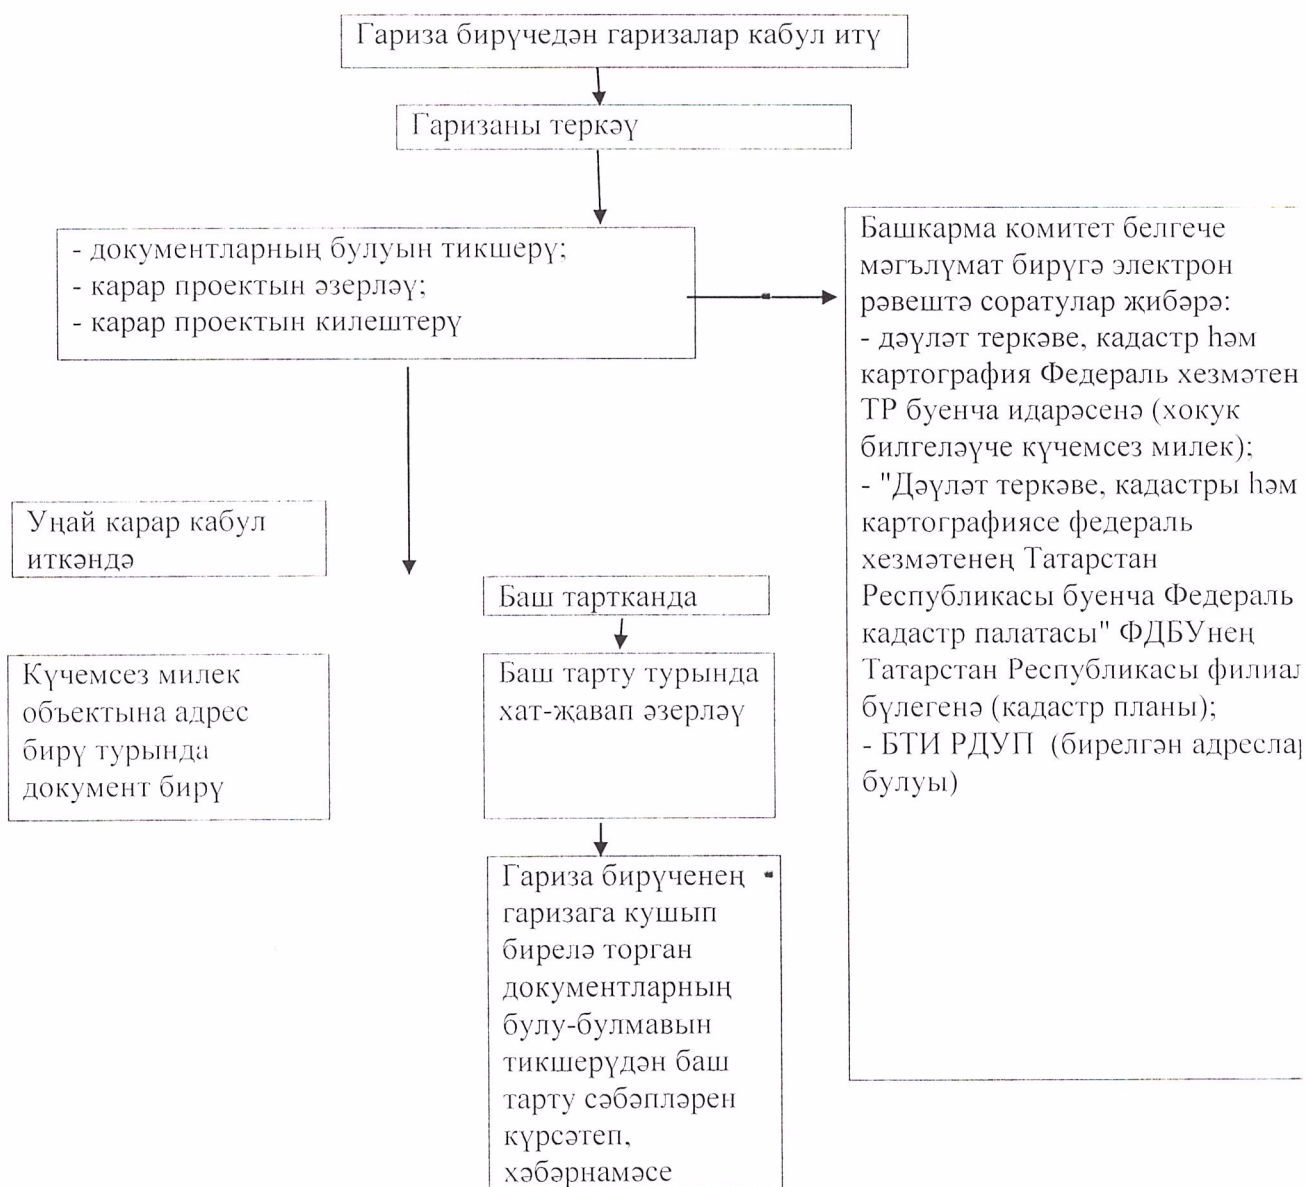 Гариза бирүчедән гаризалар кабул итү
Гаризаны теркәү
- документларның булуын тикшерү;
- карар проектын әзерләү;
- карар проектын килештерү
Башкарма комитет белгече
мәгълүмат бирүгә электрон
рәвештә соратулар җибәрә:
- дәүләт теркәве, кадастр һәм
картография Федераль хезмәтен
ТР буенча идарәсенә (хокук
билгеләүче күчемсез милек);
- "Дәүләт теркәве, кадастры һәм
картографиясе федераль
хезмәтенең Татарстан
Республикасы буенча Федераль
кадастр палатасы" ФДБУнең
Татарстан Республикасы филиал
бүлегенә (кадастр планы);
- БТИ РДУП (бирелгән адреслар
булуы)
Уңай карар кабул
иткәндә
Баш тартканда
Күчемсез милек
объектына адрес
бирү турында
документ бирү
Баш тарту турында
хат-җавап әзерләү
Гариза бирүченең
гаризага кушып
бирелә торган
документларның
булу-булмавын
тикшерүдән баш
тарту сәбәпләрен
күрсәтеп,
хәбәрнамәсе